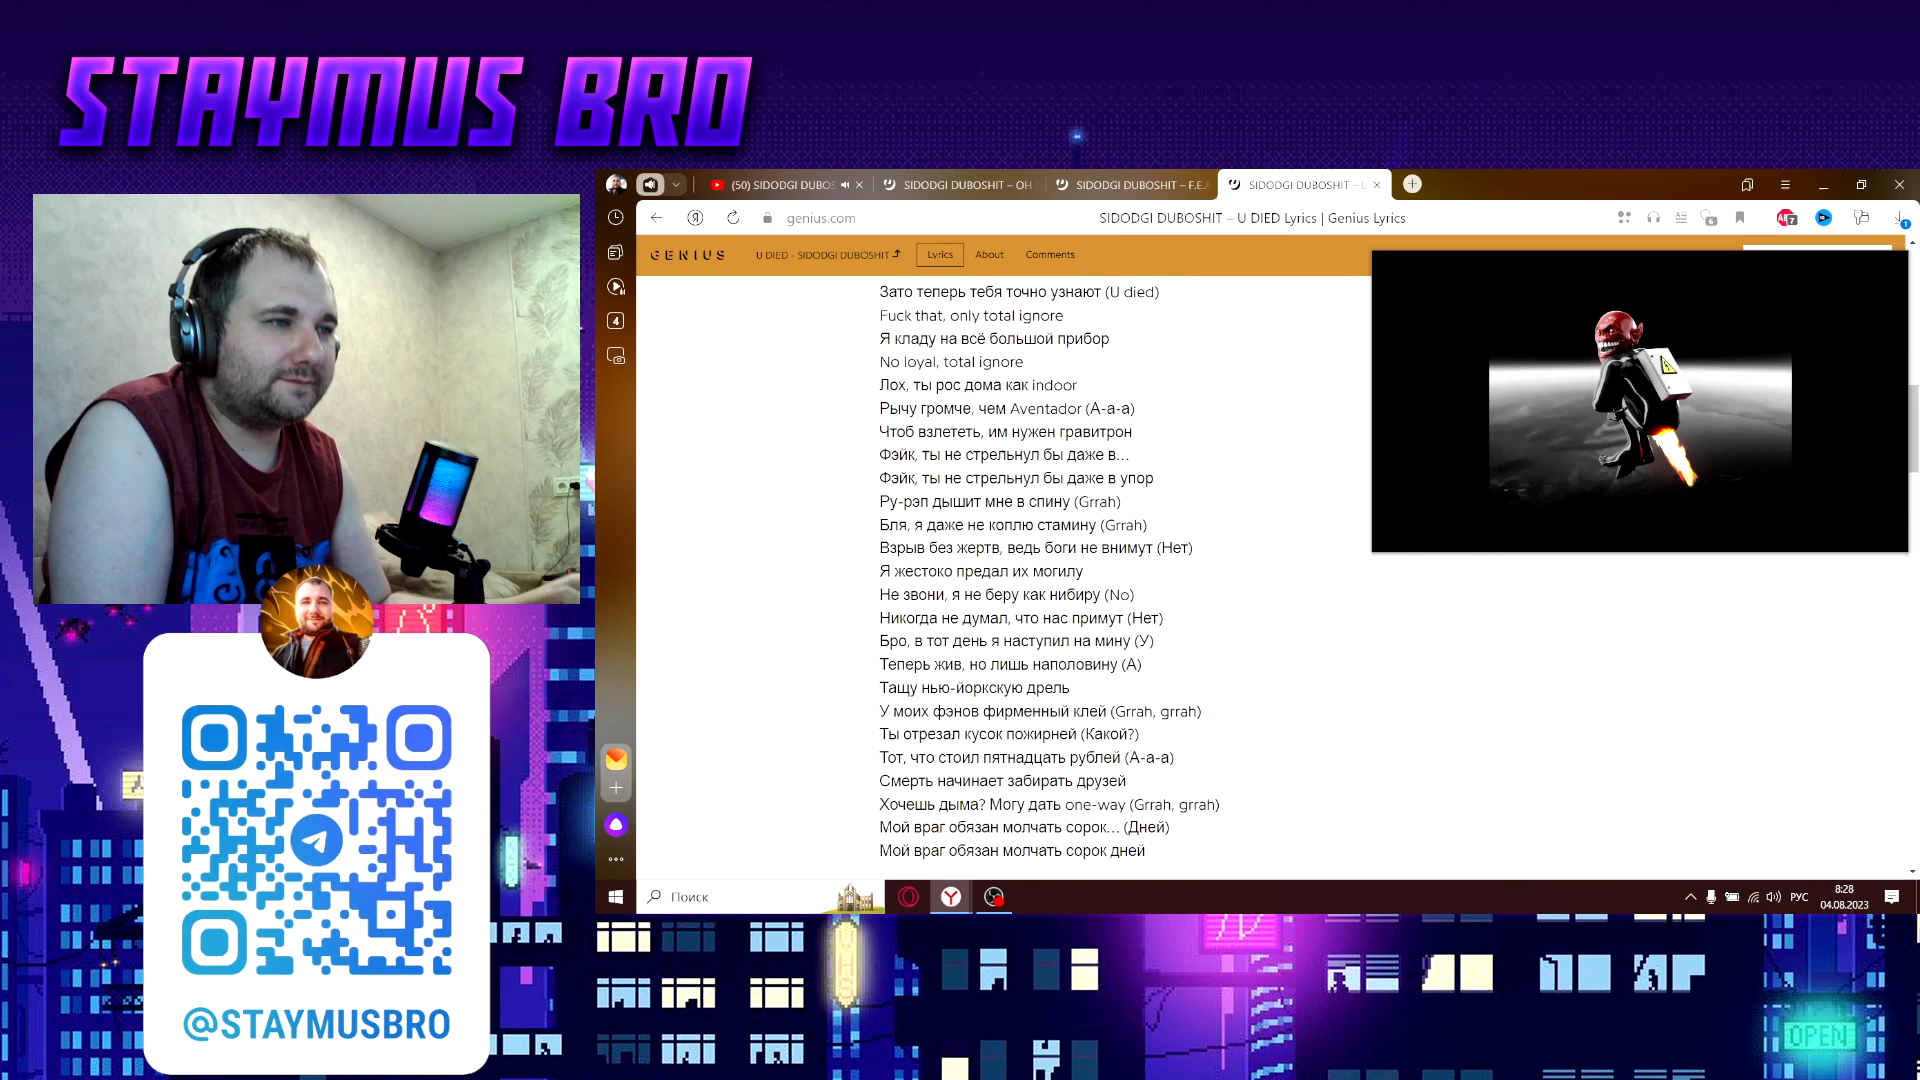 STAYMUS BRO
(50) SIDODGI DUBOS
SIDODGI DUBOSHIT – OH
SIDODGI DUBOSHIT – F.E.
SIDODGI DUBOSHIT –
genius.com
SIDODGI DUBOSHIT – U DIED Lyrics | Genius Lyrics
GENIUS
U DIED - SIDODGI DUBOSHIT
Lyrics
About
Comments
Зато теперь тебя точно узнают (U died)
Fuck that, only total ignore
Я кладу на всё большой прибор
No loyal, total ignore
Лох, ты рос дома как indoor
Рычу громче, чем Aventador (А-а-а)
Чтоб взлететь, им нужен гравитрон
Фэйк, ты не стрельнул бы даже в…
Фэйк, ты не стрельнул бы даже в упор
Ру-рэп дышит мне в спину (Grrah)
Бля, я даже не коплю стамину (Grrah)
Взрыв без жертв, ведь боги не внимут (Нет)
Я жестоко предал их могилу
Не звони, я не беру как нибиру (No)
Никогда не думал, что нас примут (Нет)
Бро, в тот день я наступил на мину (У)
Теперь жив, но лишь наполовину (А)
Тащу нью-йоркскую дрель
У моих фэнов фирменный клей (Grrah, grrah)
Ты отрезал кусок пожирней (Какой?)
Тот, что стоил пятнадцать рублей (А-а-а)
Смерть начинает забирать друзей
Хочешь дыма? Могу дать one-way (Grrah, grrah)
Мой враг обязан молчать сорок… (Дней)
Мой враг обязан молчать сорок дней
4
Поиск
РУС
8:28
04.08.2023
@STAYMUSBRO
VHS
OPEN